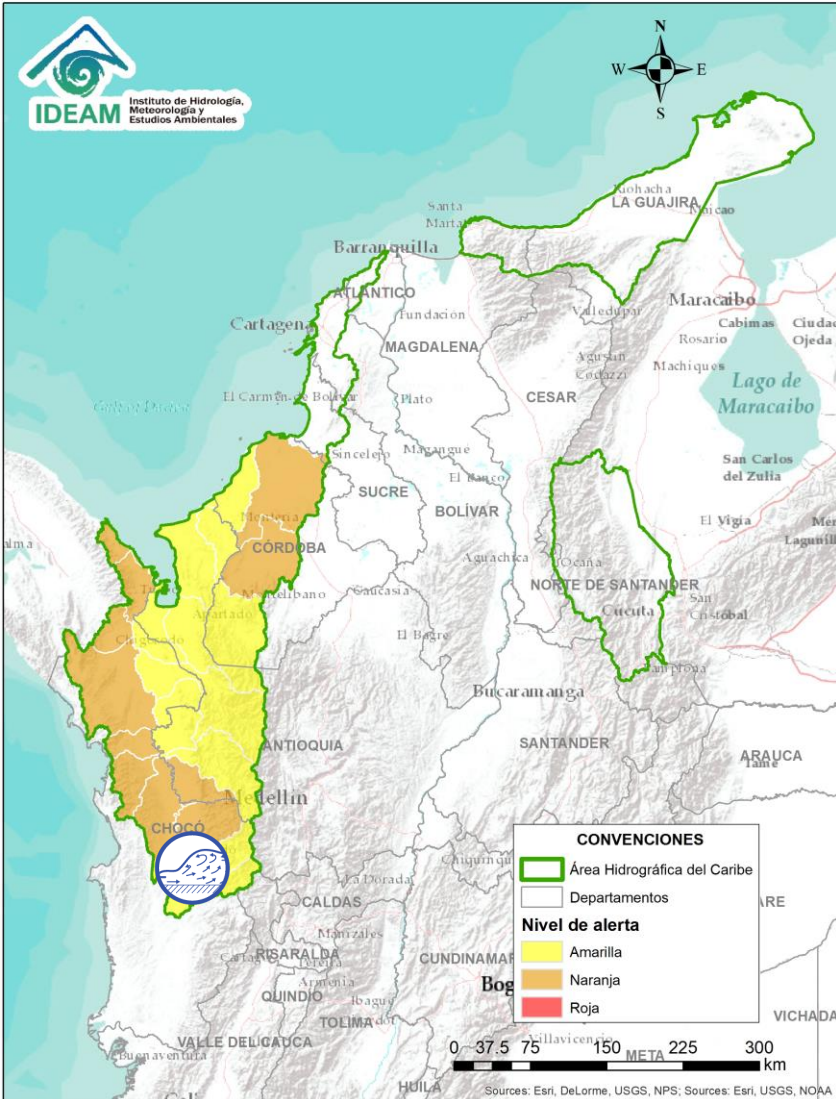 IDEAM
Instituto de Hidrología,
Meteorología y
Estudios Ambientales
N
W
E
S
Riohacha
LA GUAJIRA
Maicao
Santa
Marta
Barranquilla
ATLÁNTICO
Maracaibo
Cartagena
Fundación
Valledupar
Cabimas
Ciudad
Ojeda
Rosario
MAGDALENA
Agustín
Codazzi
Machiques
Lago de
Maracaibo
El Carmen de Bolívar
Plato
CESAR
Sincelejo
Magangué
San Carlos
del Zulia
El Banco
SUCRE
BOLÍVAR
Montería
El Vigía
CÓRDOBA
Aguachica
Ocaña
NORTE DE SANTANDER
Montelíbano
Caucasia
Apartadó
Cúcuta
San
Cristóbal
Chigorodó
El Bagre
Pamplona
Bucaramanga
ANTIOQUIA
SANTANDER
ARAUCA
Tame
Medellín
CHOCÓ
CONVENCIONES
Área Hidrográfica del Caribe
Departamentos
Nivel de alerta
Amarilla
Naranja
Roja
La Dorada
CALDAS
Manizales
RISARALDA
Pereira
Armenia
QUINDÍO
Ibagué
TOLIMA
VICHADA
Villavicencio
VALLE DEL CAUCA
Buenaventura
META
HUILA
0 37.5 75 150 225 300
km
Sources: Esri, DeLorme, USGS, NPS; Sources: Esri, USGS, NOAA